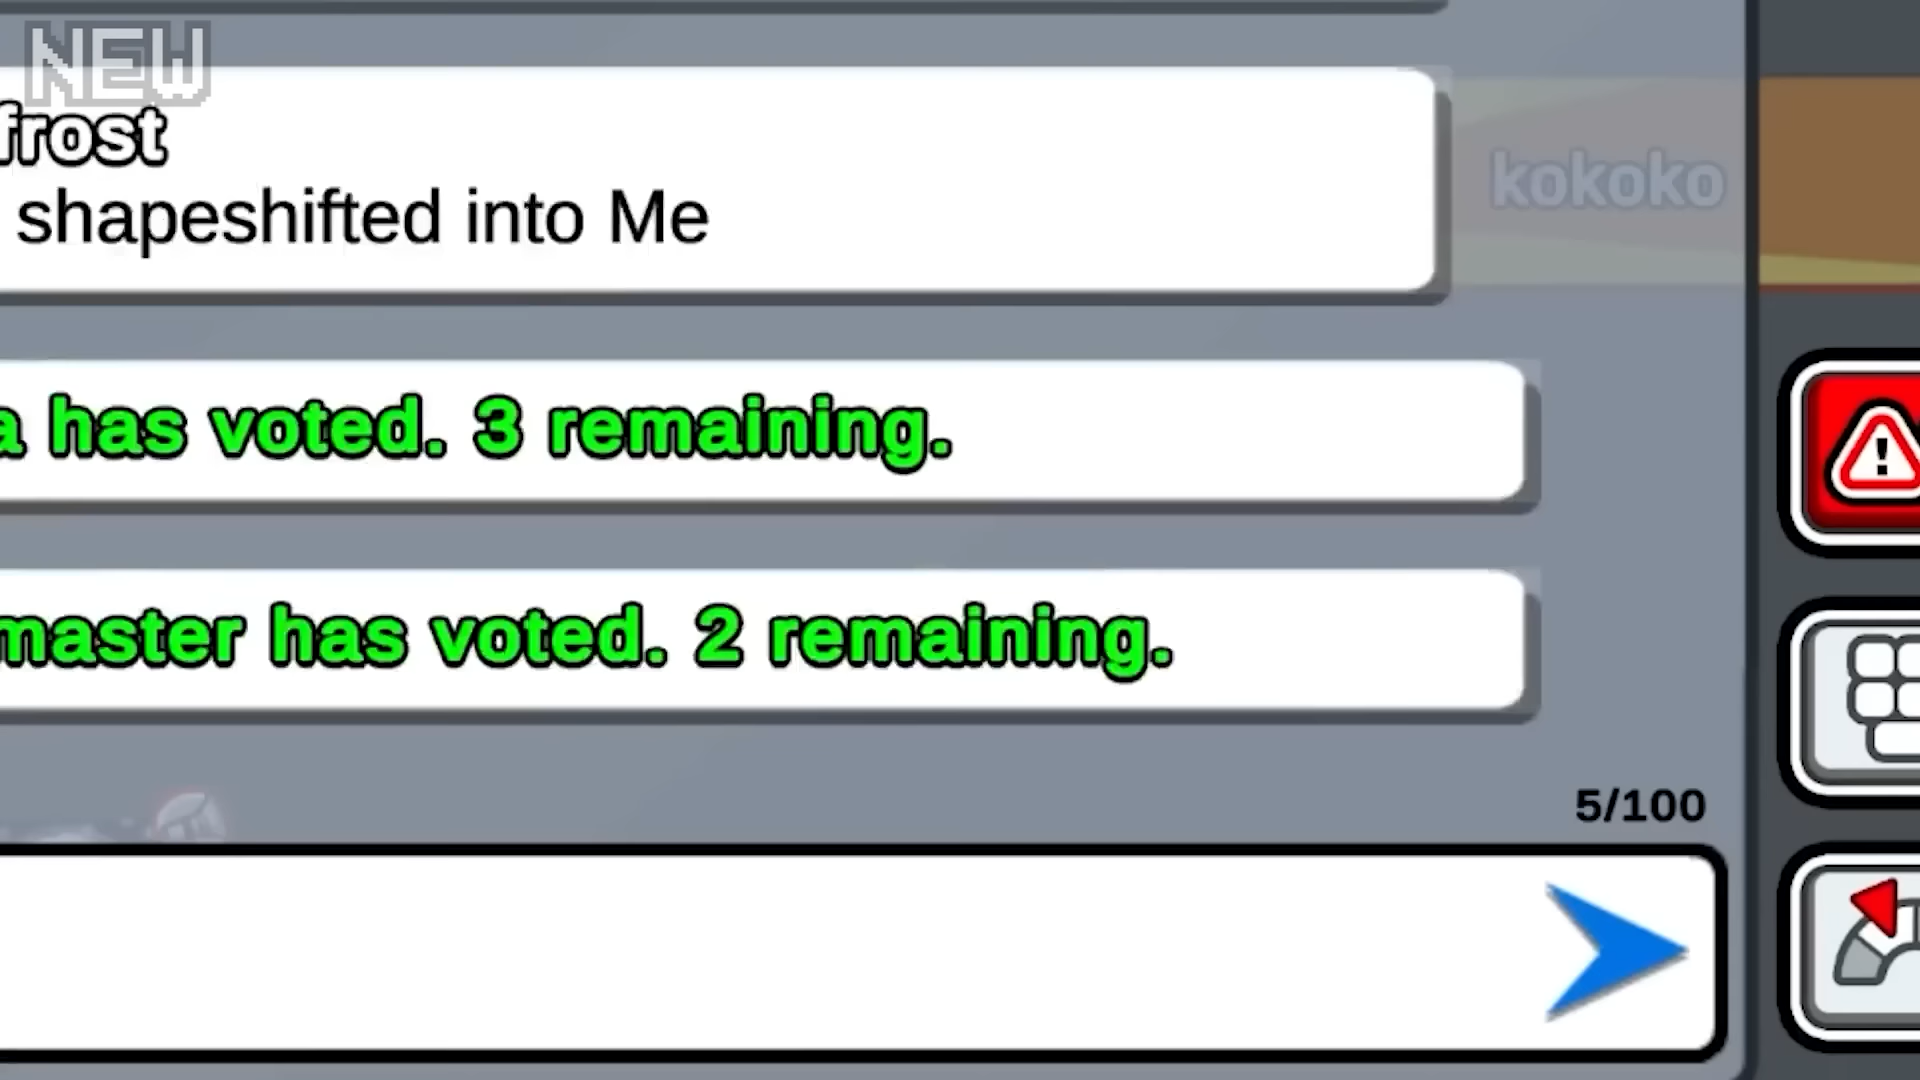 NEW
frost
kokoko
shapeshifted into Me
a has voted. 3 remaining.
master has voted. 2 remaining.
5/100